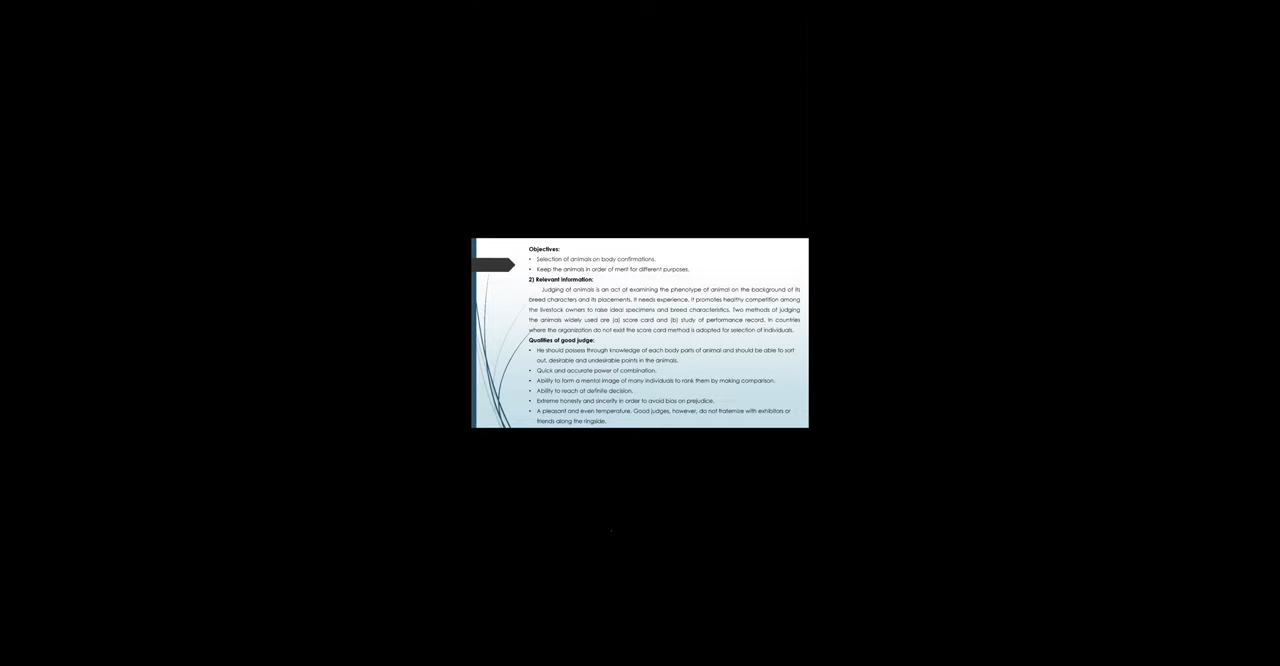 Objectives:
• Selection of animals on body confirmations.
• Keep the animals in order of merit for different purposes.
2) Relevant information:
Judging of animals is an act of examining the phenotype of animal on the background of its
breed characters and its placements. It needs experience. It promotes healthy competition among
the livestock owners to raise ideal specimens and breed characteristics. Two methods of judging
the animals widely used are (a) score card and (b) study of performance record. In countries
where the organization do not exist the score card method is adopted for selection of individuals.
Qualities of good judge:
• He should possess through knowledge of each body parts of animal and should be able to sort
out, desirable and undesirable points in the animals.
• Quick and accurate power of combination.
• Ability to form a mental image of many individuals to rank them by making comparison.
• Ability to reach at definite decision.
• Extreme honesty and sincerity in order to avoid bias on prejudice.
• A pleasant and even temperature. Good judges, however, do not fraternize with exhibitors or
friends along the ringside.